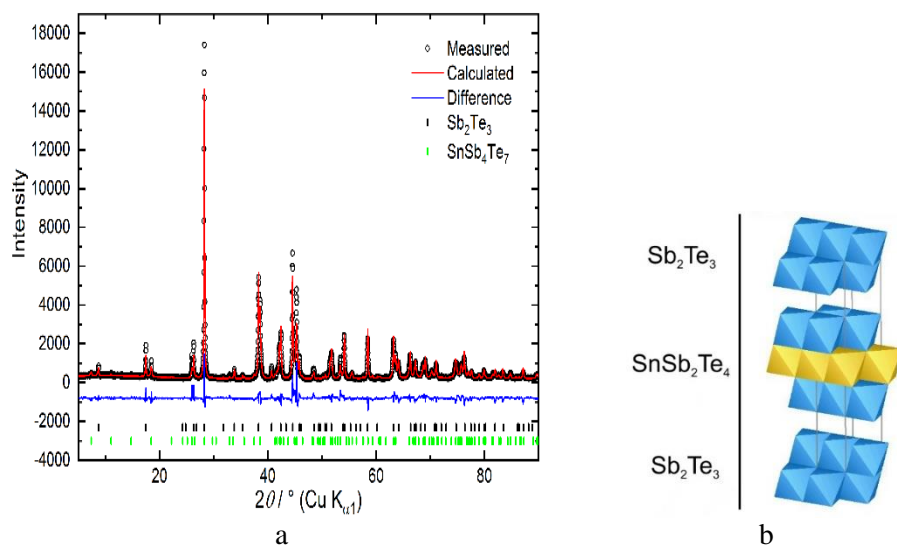 18000
16000
14000
12000
10000
8000
6000
4000
2000
0
-2000
-4000
Intensity
Measured
Calculated
Difference
Sb₂Te₃
SnSb₄Te₇
20
40
60
80
2θ / ° (Cu Kα1)
a
Sb₂Te₃
SnSb₂Te₄
Sb₂Te₃
b